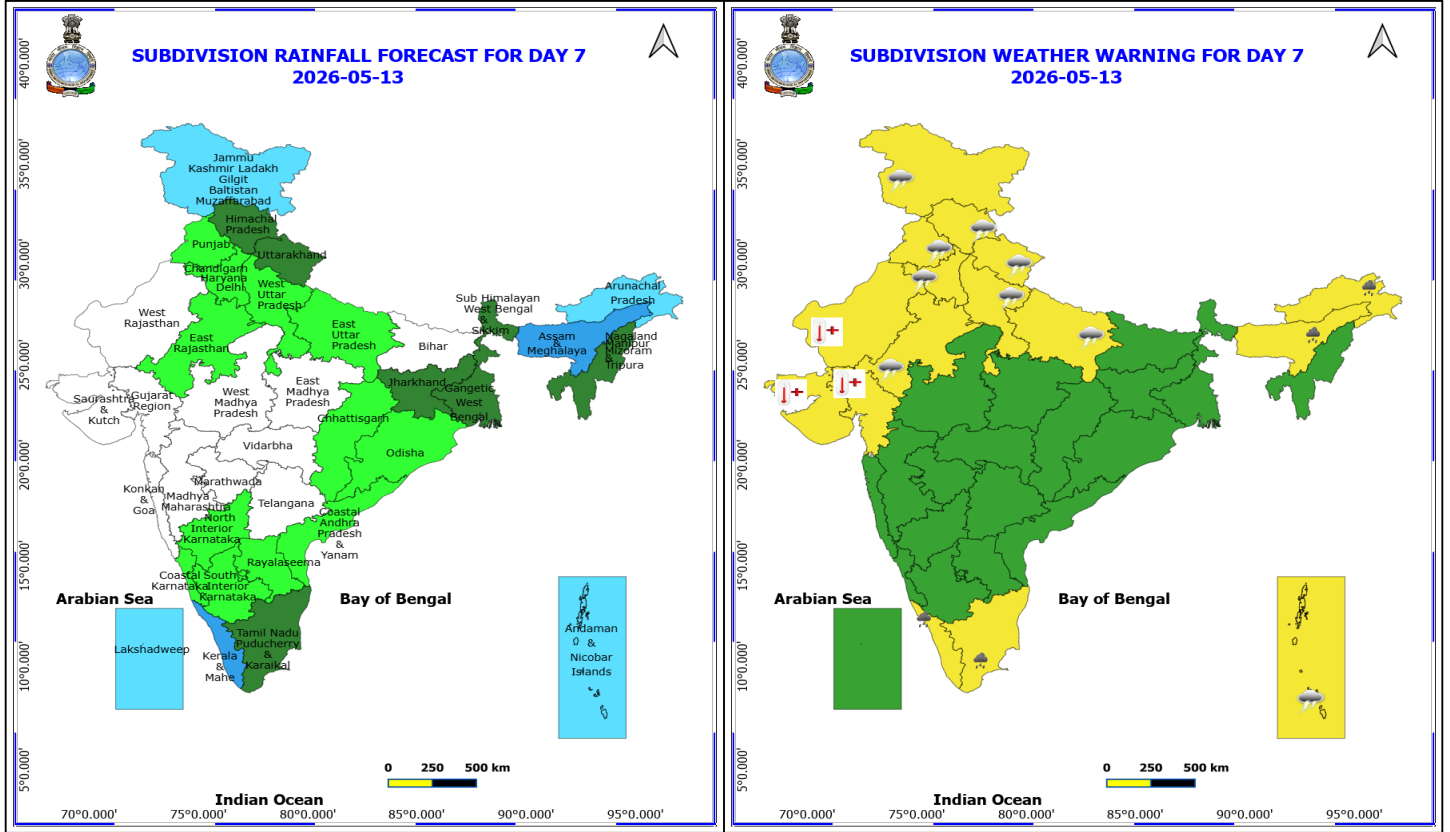 SUBDIVISION RAINFALL FORECAST FOR DAY 7
2026-05-13
40°0.000'
35°0.000'
30°0.000'
25°0.000'
20°0.000'
15°0.000'
10°0.000'
5°0.000'
Jammu
Kashmir Ladakh
Gilgit
Baltistan
Muzaffarabad
Himachal
Pradesh
Punjab
Uttarakhand
Chandigarh
Haryana
Delhi
West
Uttar
Pradesh
West
Rajasthan
East
Rajasthan
East
Uttar
Pradesh
Bihar
Sub Himalayan
West Bengal
&
Sikkim
Arunachal
Pradesh
Assam
&
Meghalaya
Nagaland
Manipur
Mizoram
&
Tripura
Saurashtra
&
Kutch
Gujarat
Region
West
Madhya
Pradesh
East
Madhya
Pradesh
Jharkhand
Gangetic
West
Bengal
Chhattisgarh
Odisha
Vidarbha
Konkan
&
Goa
Madhya
Maharashtra
Marathwada
Telangana
North
Interior
Karnataka
Coastal
Andhra
Pradesh
&
Yanam
Rayalaseema
Coastal
Karnataka
South
Interior
Karnataka
Arabian Sea
Bay of Bengal
Lakshadweep
Kerala
&
Mahe
Tamil Nadu
Puducherry
&
Karaikal
Andaman
&
Nicobar
Islands
0 250 500 km
Indian Ocean
70°0.000' 75°0.000' 80°0.000' 85°0.000' 90°0.000' 95°0.000'
SUBDIVISION WEATHER WARNING FOR DAY 7
2026-05-13
40°0.000'
35°0.000'
30°0.000'
25°0.000'
20°0.000'
15°0.000'
10°0.000'
5°0.000'
Arabian Sea
Bay of Bengal
0 250 500 km
Indian Ocean
70°0.000' 75°0.000' 80°0.000' 85°0.000' 90°0.000' 95°0.000'